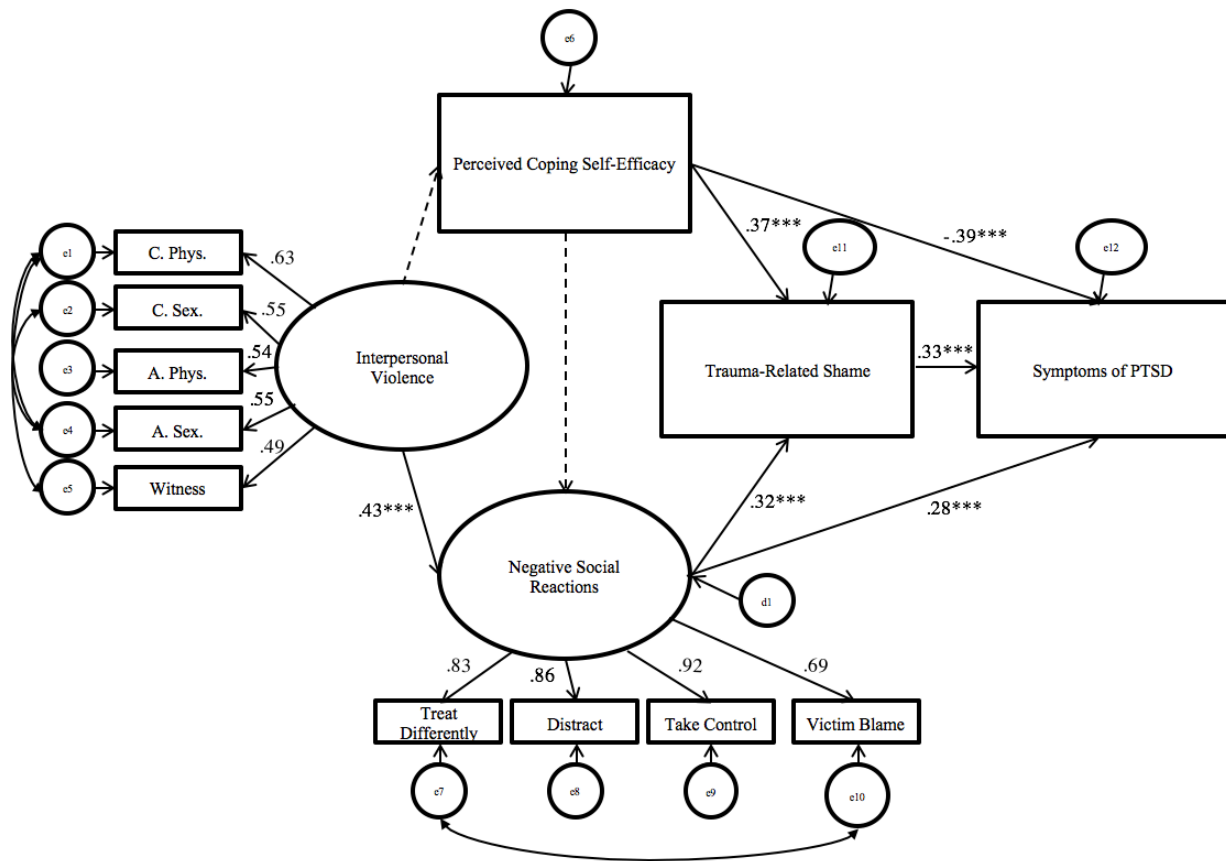 e6
Perceived Coping Self-Efficacy
.37***
-.39***
e11
e12
e1
C. Phys.
.63
e2
C. Sex.
.55
e3
A. Phys.
.54
e4
A. Sex.
.55
e5
Witness
.49
Interpersonal
Violence
Trauma-Related Shame
.33***
Symptoms of PTSD
.43***
.32***
.28***
Negative Social
Reactions
d1
.83
.86
.92
.69
Treat
Differently
Distract
Take Control
Victim Blame
e7
e8
e9
e10